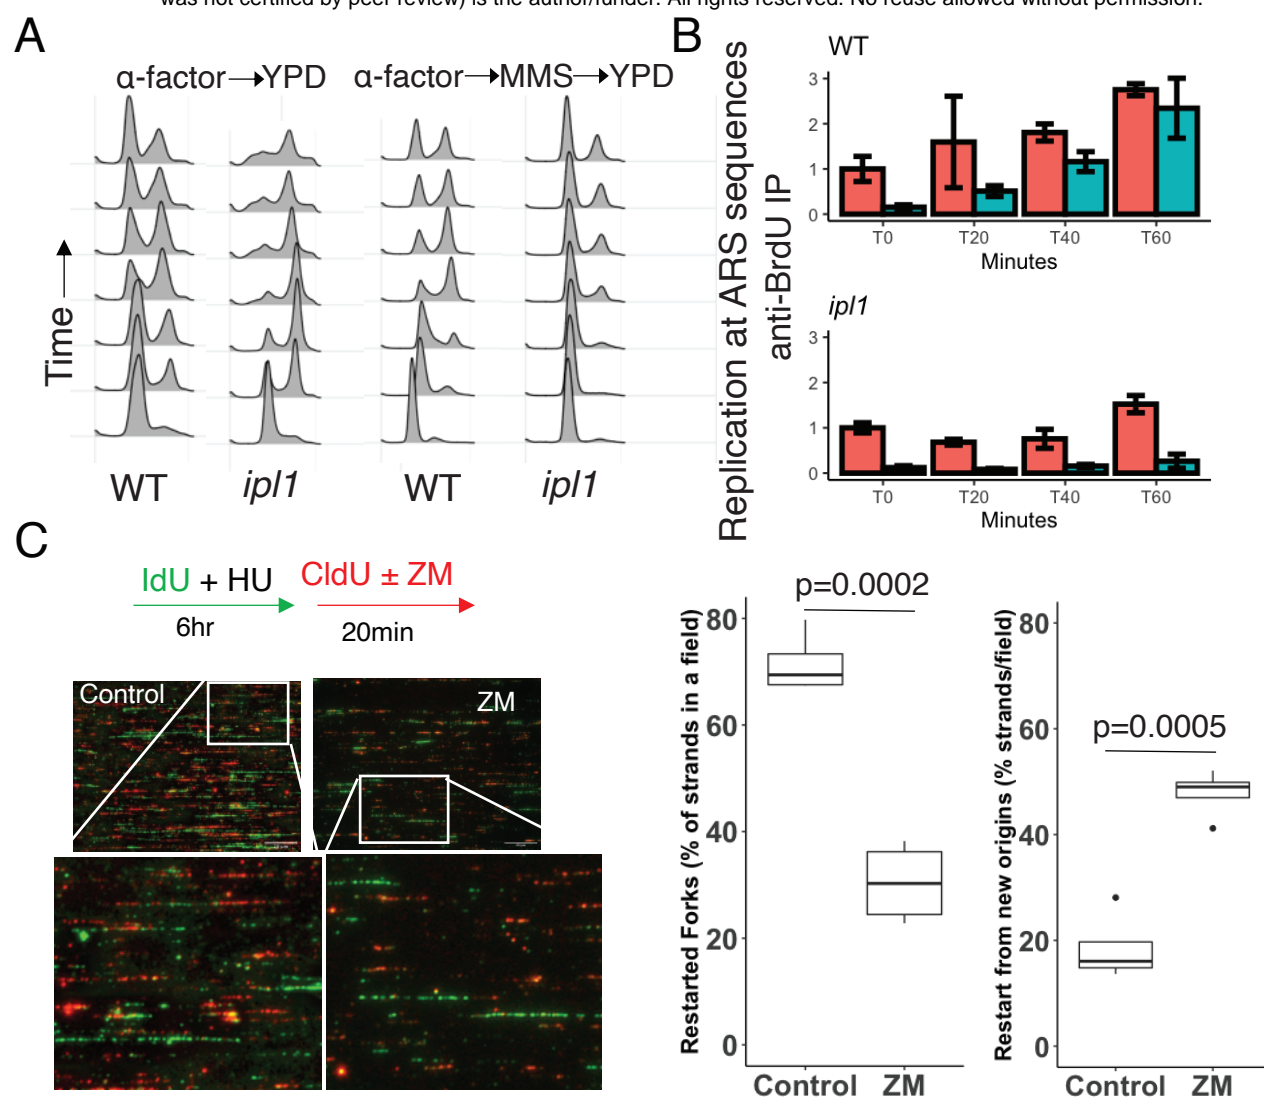 was not certified by peer review) is the author/funder. All rights reserved. No reuse allowed without permission.
A
α-factor→YPD
α-factor→MMS→YPD
Time
WT
ipl1
WT
ipl1
B
Replication at ARS sequences
anti-BrdU IP
WT
3
2
1
0
T0
T20
T40
T60
Minutes
ipl1
3
2
1
0
T0
T20
T40
T60
Minutes
C
IdU + HU
CldU ± ZM
6hr
20min
Control
ZM
Restarted Forks (% of strands in a field)
p=0.0002
80
60
40
20
0
Control
ZM
Restart from new origins (% strands/field)
p=0.0005
80
60
40
20
0
Control
ZM